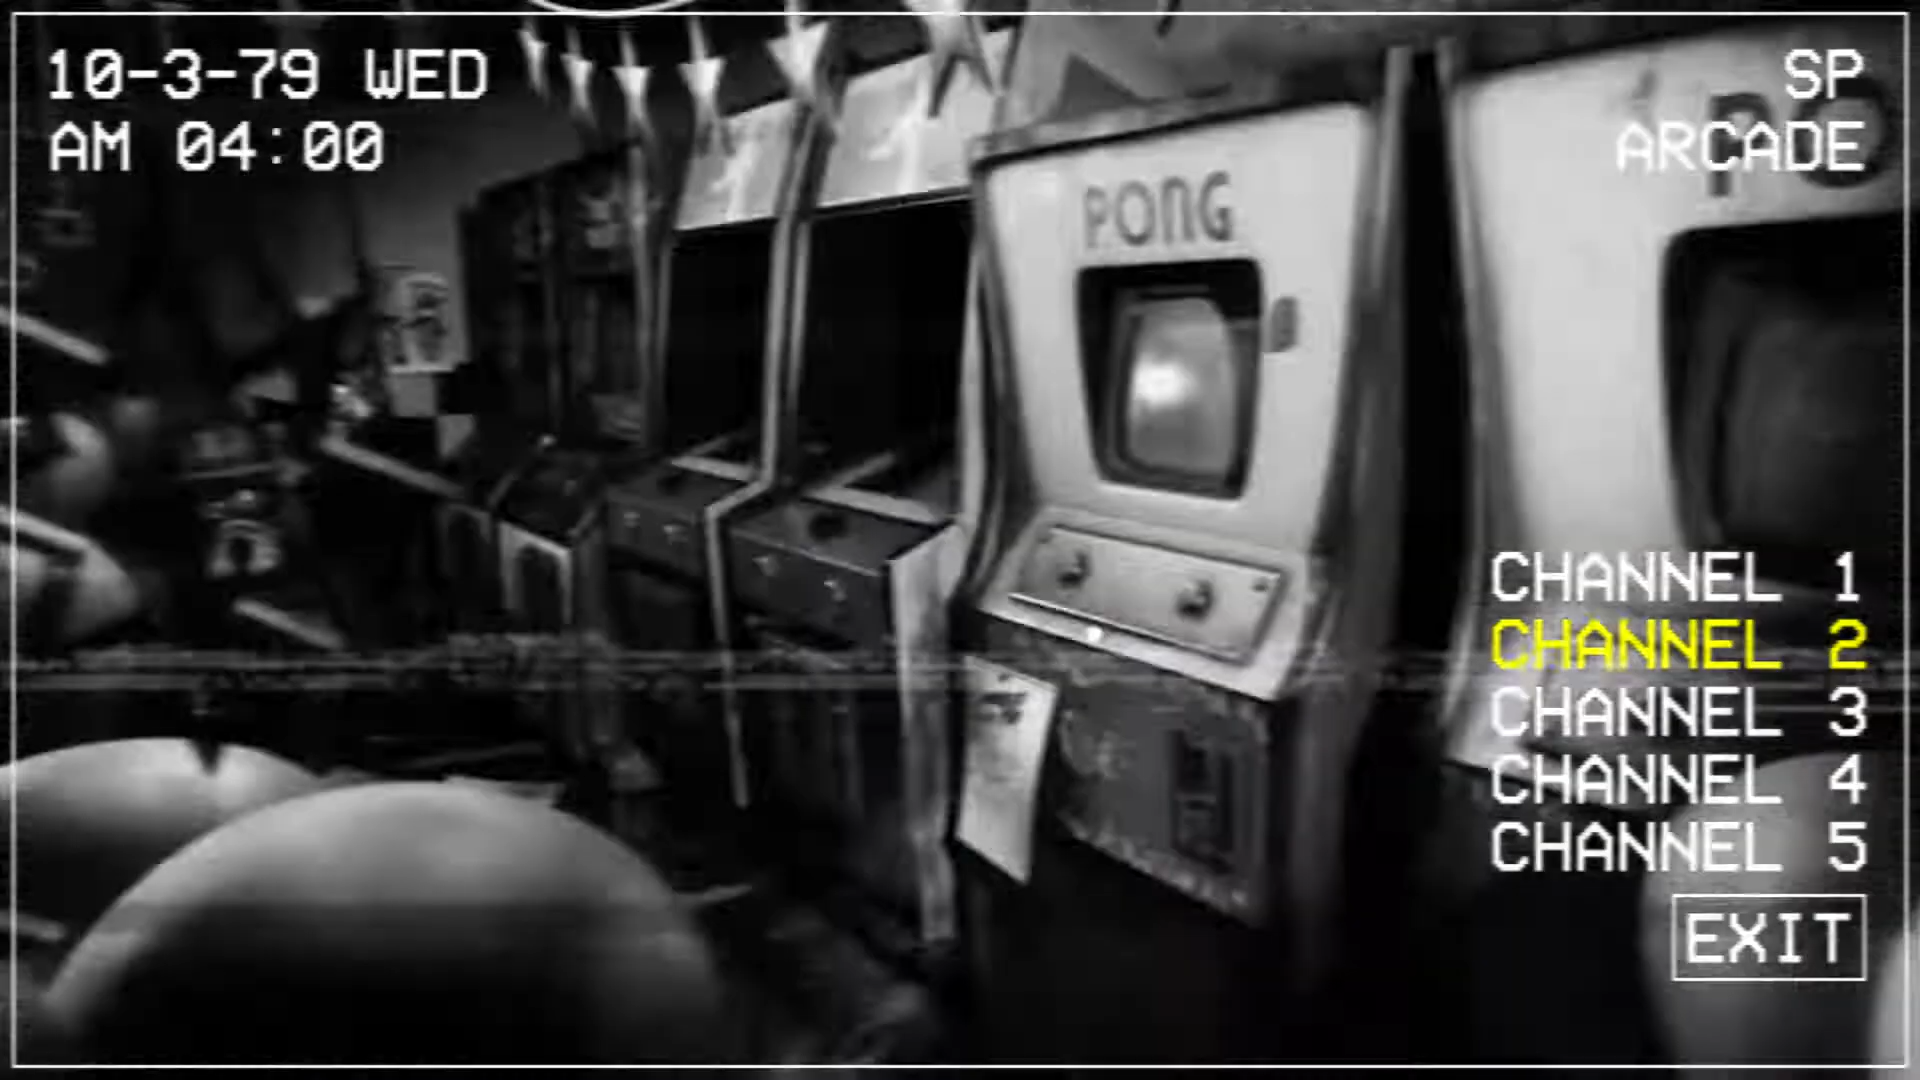 10-3-79 WED
AM 04:00
SP
ARCADE
PONG
PO
CHANNEL 1
CHANNEL 2
CHANNEL 3
CHANNEL 4
CHANNEL 5
EXIT